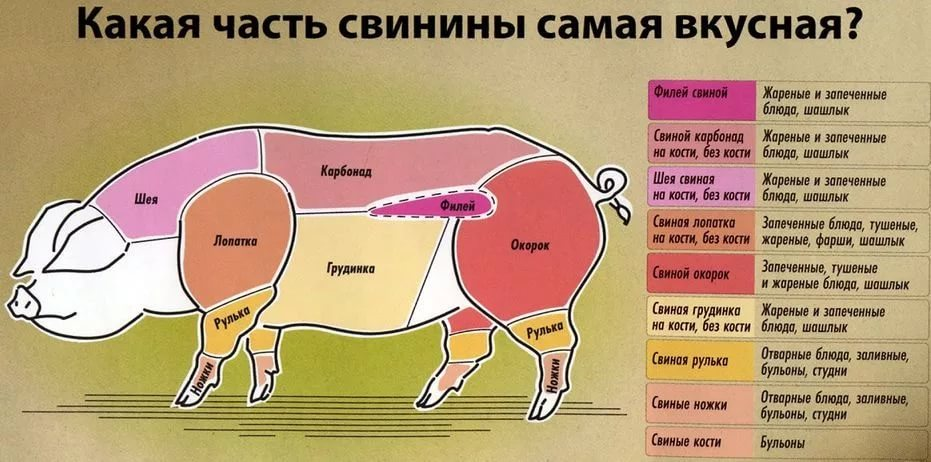 Какая часть свинины самая вкусная?
Шея
Карбонад
Филей
Лопатка
Грудинка
Окорок
Рулька
Рулька
Ножки
Ножки
Филей свиной
Жареные и запеченные
блюда, шашлык
Свиной карбонад
на кости, без кости
Жареные и запеченные
блюда, шашлык
Шея свиная
на кости, без кости
Жареные и запеченные
блюда, шашлык
Свиная лопатка
на кости, без кости
Запеченные блюда, тушеные,
жареные, фарши, шашлык
Свиной окорок
Запеченные, тушеные
и жареные блюда, шашлык
Свиная грудинка
на кости, без кости
Жареные и запеченные
блюда, шашлык
Свиная рулька
Отварные блюда, заливные,
бульоны, студни
Свиные ножки
Отварные блюда, заливные,
бульоны, студни
Свиные кости
Бульоны